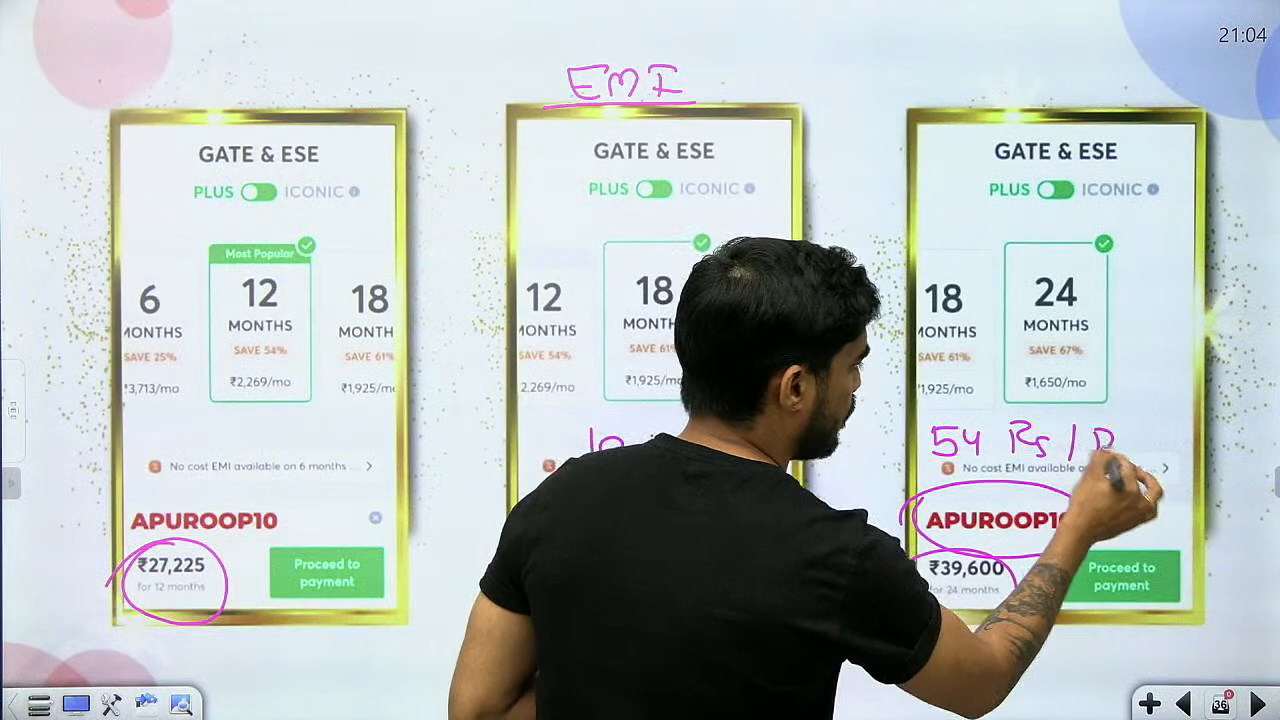 21:04
EMI
GATE & ESE
PLUS ICONIC
Most Popular
6 12 18
MONTHS MONTHS MONTH
SAVE 25% SAVE 54% SAVE 61%
₹3,713/mo ₹2,269/mo ₹1,925/m
No cost EMI available on 6 months ...
APUROOP10
₹27,225
for 12 months
Proceed to
payment
GATE & ESE
PLUS ICONIC
12 18
MONTHS MONTH
SAVE 54% SAVE 61%
2,269/mo ₹1,925/m
GATE & ESE
PLUS ICONIC
18 24
MONTHS MONTHS
SAVE 61% SAVE 67%
1,925/mo ₹1,650/mo
54 Rs /
No cost EMI available
APUROOP1
₹39,600
for 24 months
Proceed to
payment
36